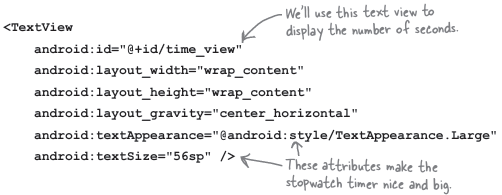 We'll use this text view to
display the number of seconds.
<TextView
android:id="@+id/time_view"
android:layout_width="wrap_content"
android:layout_height="wrap_content"
android:layout_gravity="center_horizontal"
android:textAppearance="@android:style/TextAppearance.Large"
android:textSize="56sp" />
These attributes make the
stopwatch timer nice and big.